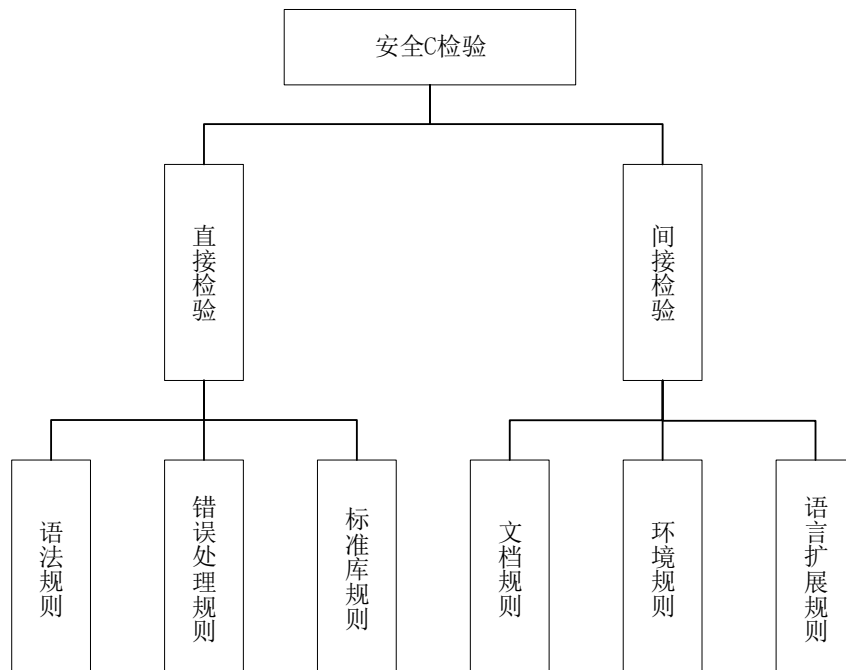 安全C检验
直接检验
间接检验
语法规则
错误处理规则
标准库规则
文档规则
环境规则
语言扩展规则